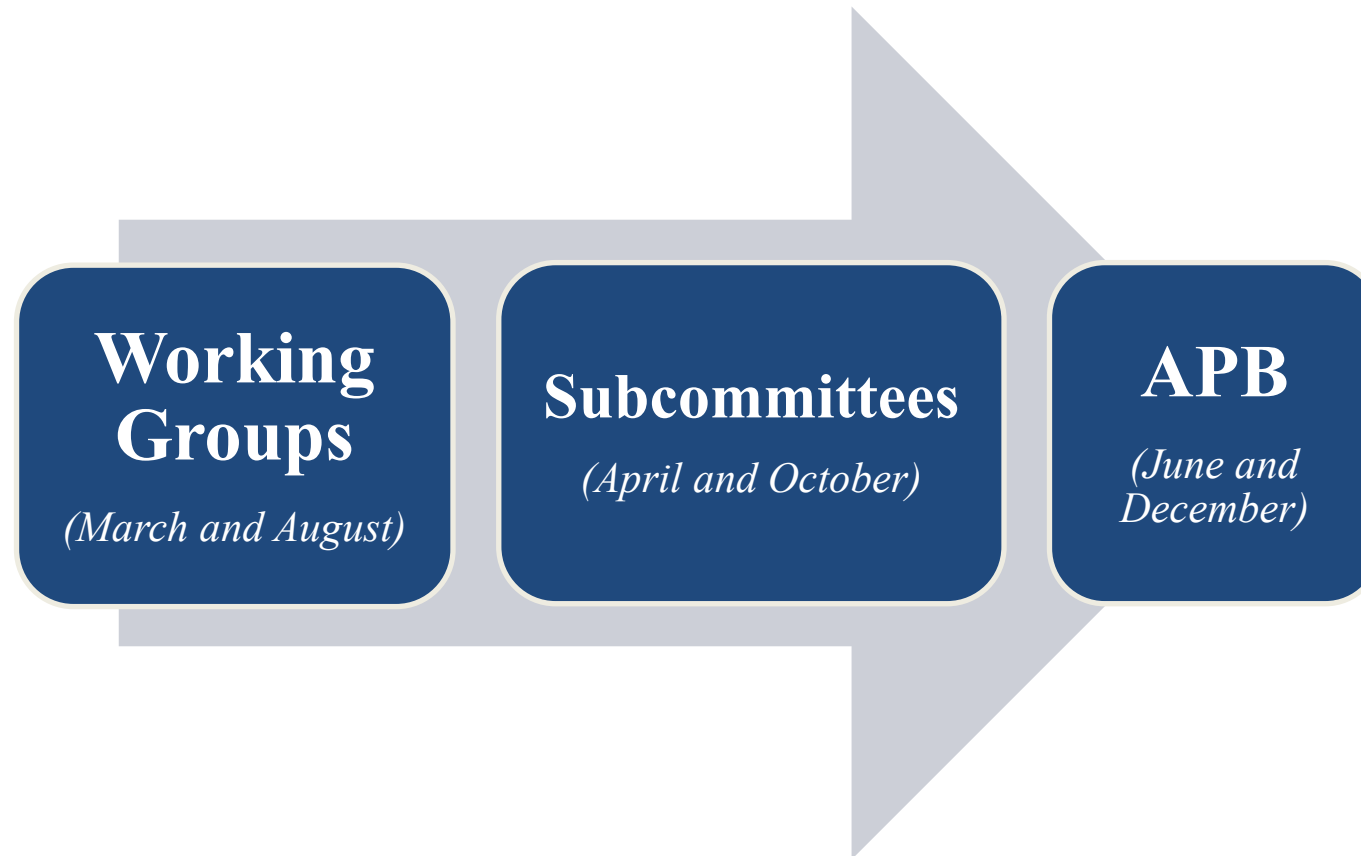 Working
Groups
(March and August)
Subcommittees
(April and October)
APB
(June and
December)